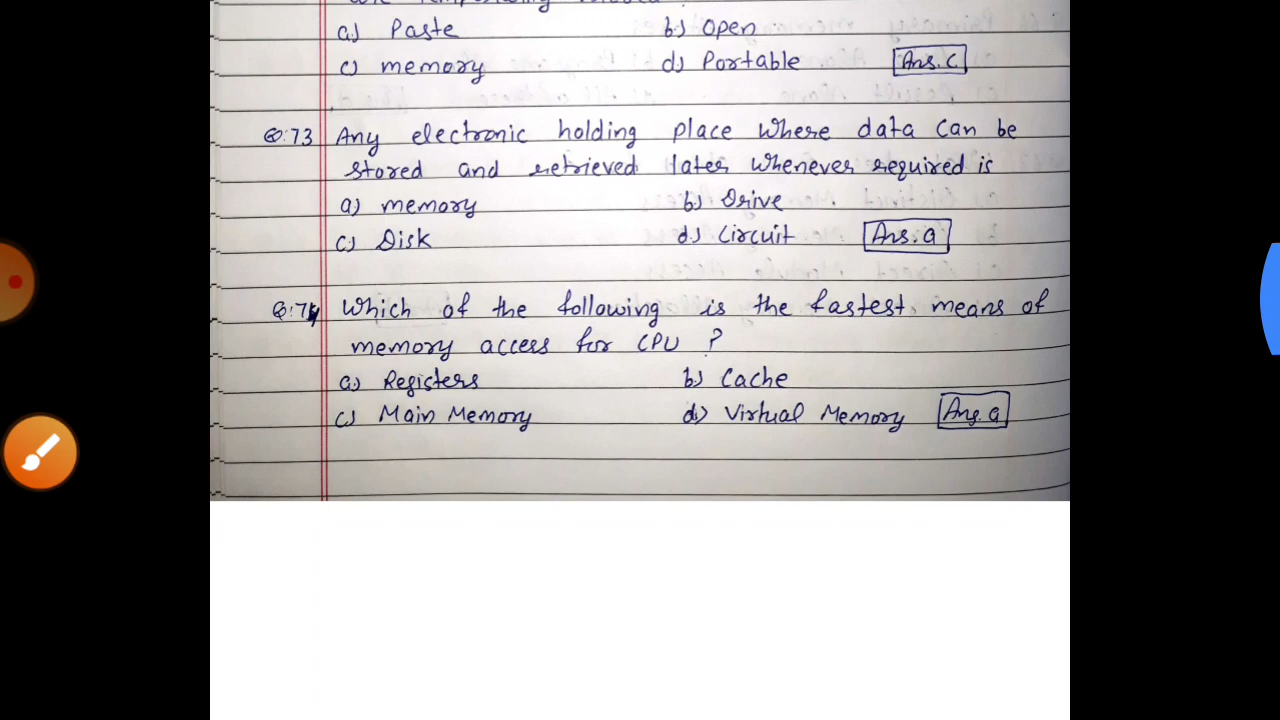 a) Paste b) Open
c) memory d) Portable Ans. c
Q:73 Any electronic holding place where data can be
stored and retrieved later whenever required is
a) memory b) Drive
c) Disk d) Circuit Ans. a
Q:74 Which of the following is the fastest means of
memory access for CPU ?
a) Registers b) Cache
c) Main Memory d) Virtual Memory Ans. a